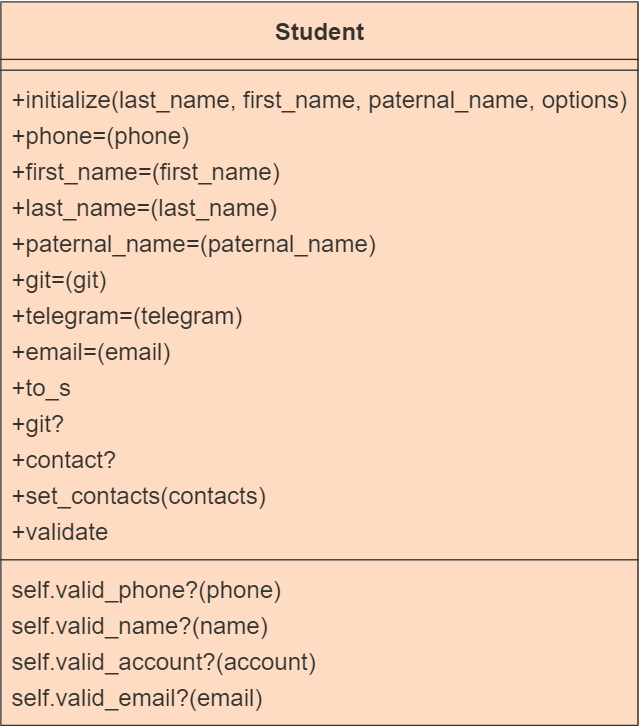 Student
+initialize(last_name, first_name, paternal_name, options)
+phone=(phone)
+first_name=(first_name)
+last_name=(last_name)
+paternal_name=(paternal_name)
+git=(git)
+telegram=(telegram)
+email=(email)
+to_s
+git?
+contact?
+set_contacts(contacts)
+validate
self.valid_phone?(phone)
self.valid_name?(name)
self.valid_account?(account)
self.valid_email?(email)